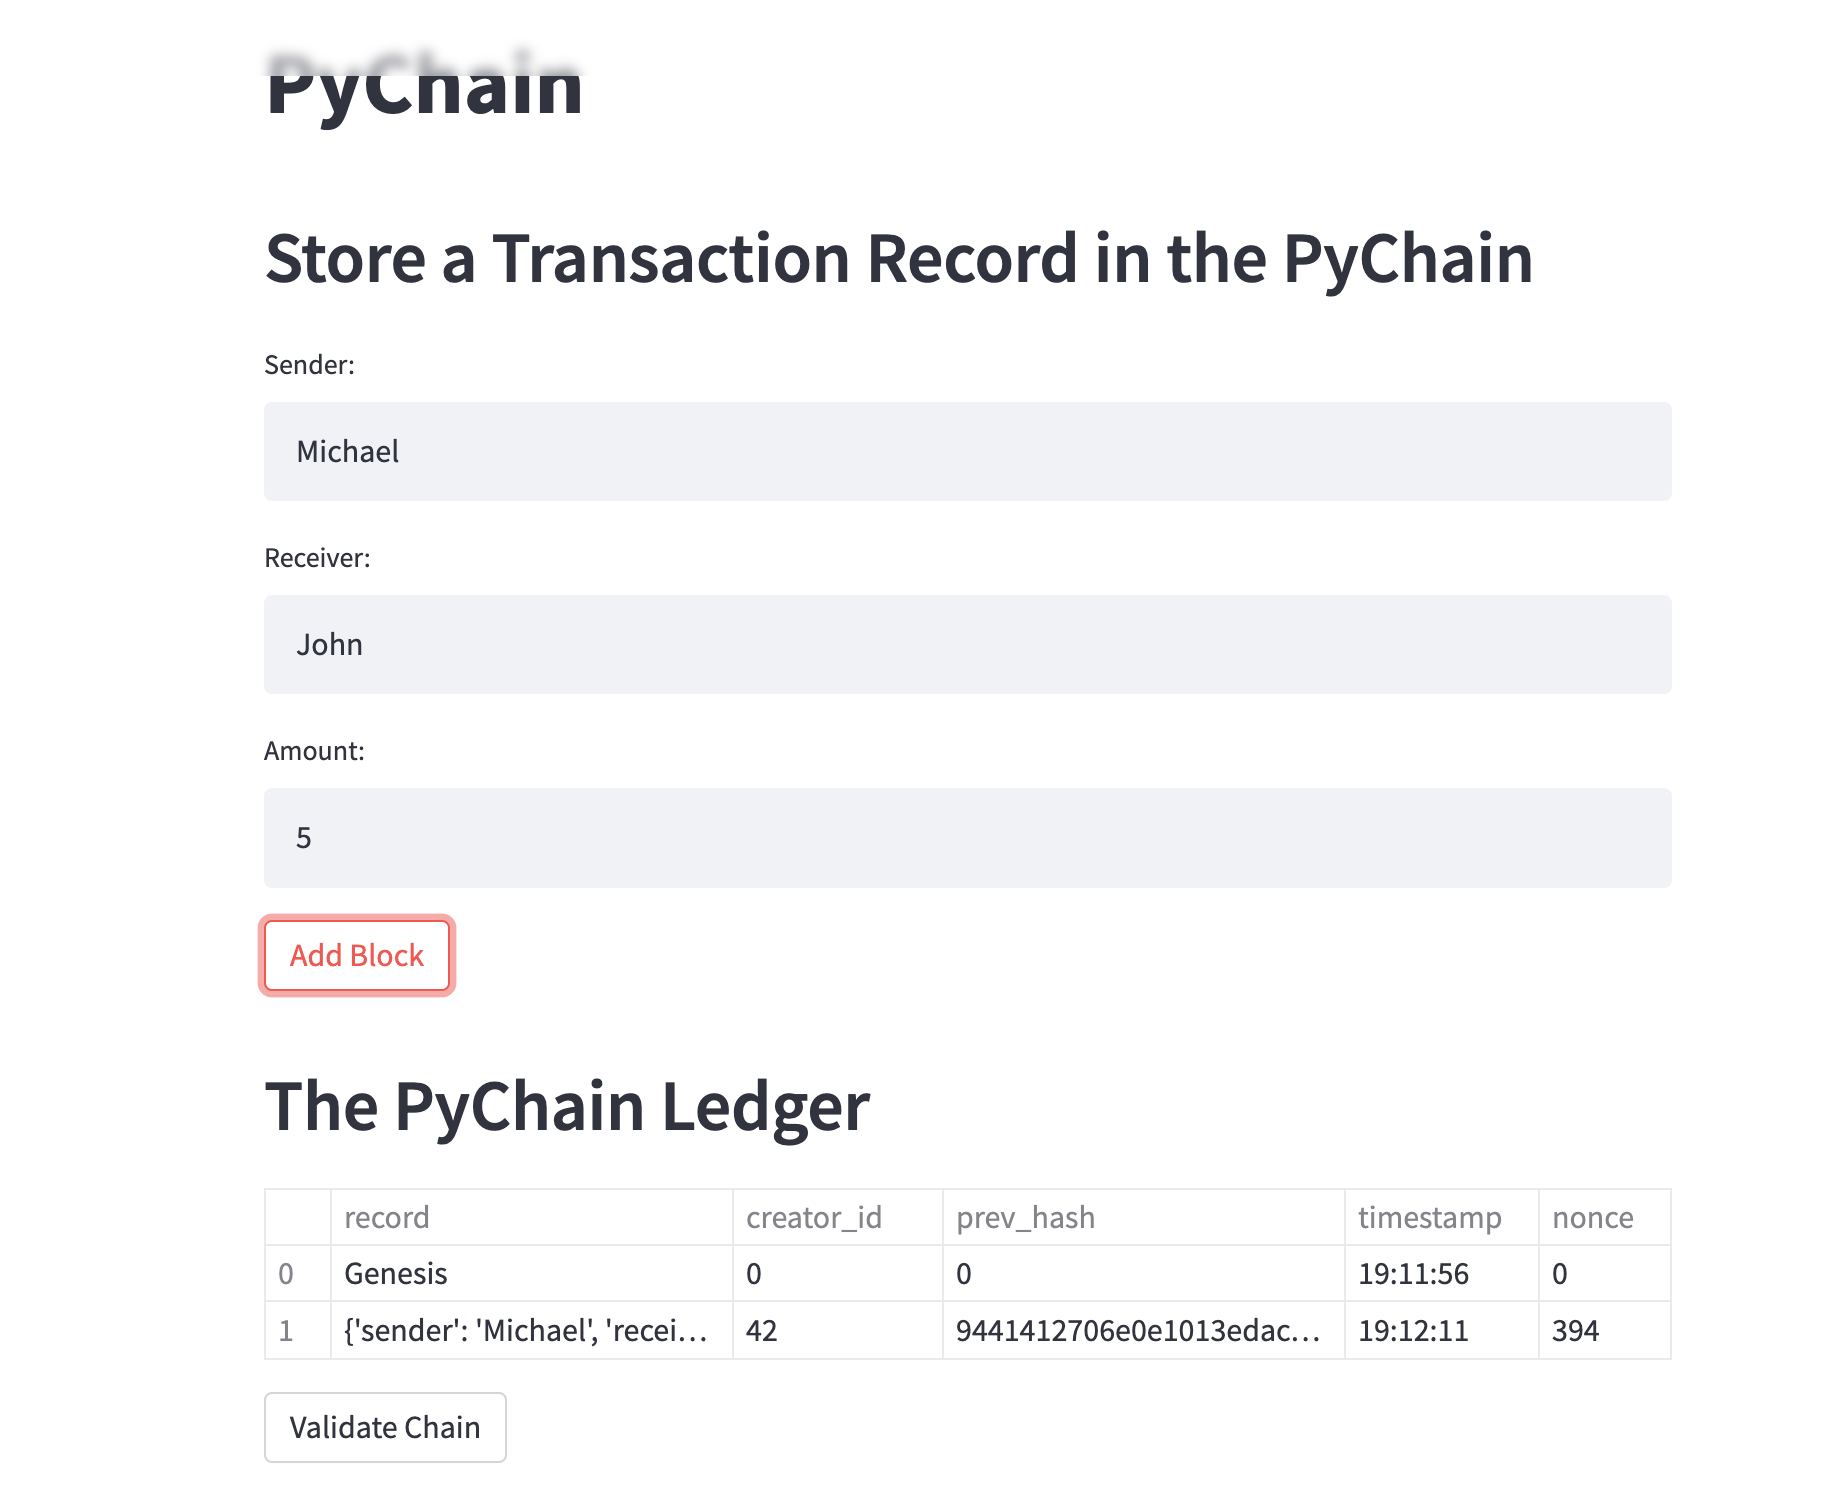 PyChain
Store a Transaction Record in the PyChain
Sender:
Michael
Receiver:
John
Amount:
5
Add Block
The PyChain Ledger
record creator_id prev_hash timestamp nonce
0 Genesis 0 0 19:11:56 0
1 {'sender': 'Michael', 'recei... 42 9441412706e0e1013edac... 19:12:11 394
Validate Chain